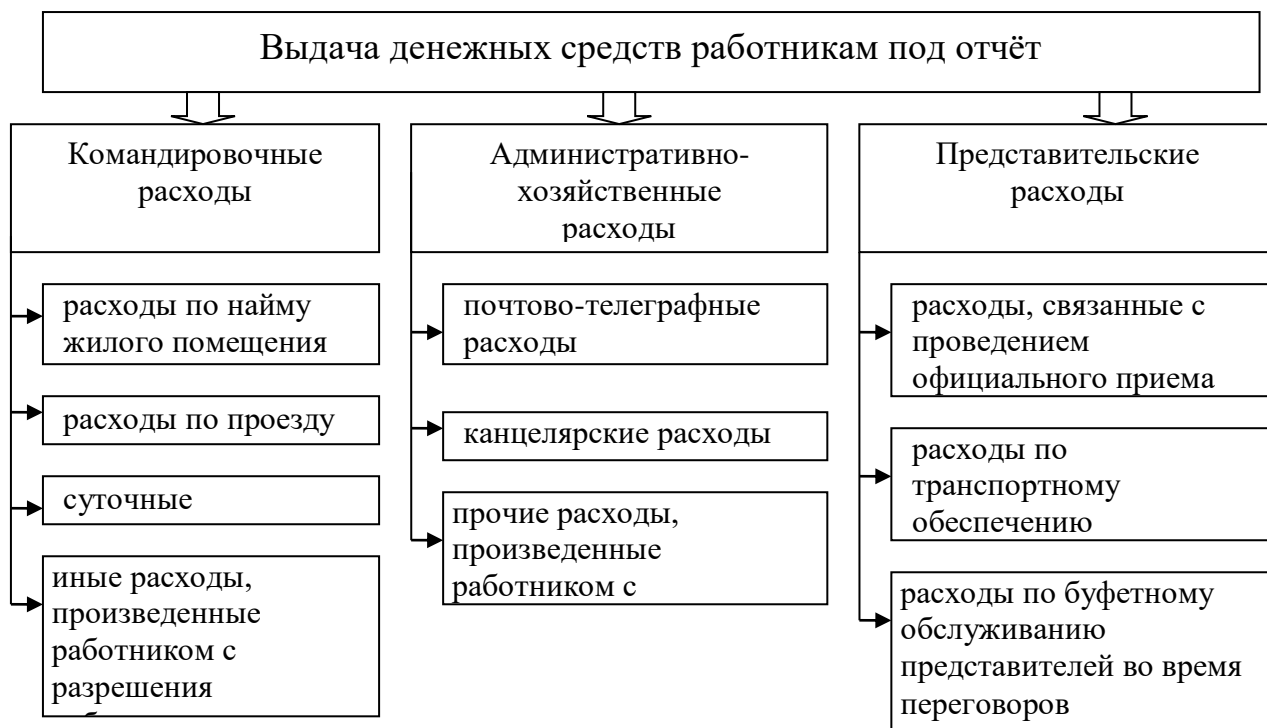 Выдача денежных средств работникам под отчёт
Командировочные
расходы
расходы по найму
жилого помещения
расходы по проезду
суточные
иные расходы,
произведенные
работником с
разрешения
Административно-
хозяйственные
расходы
почтово-телеграфные
расходы
канцелярские расходы
прочие расходы,
произведенные
работником с
Представительские
расходы
расходы, связанные с
проведением
официального приема
расходы по
транспортному
обеспечению
расходы по буфетному
обслуживанию
представителей во время
переговоров